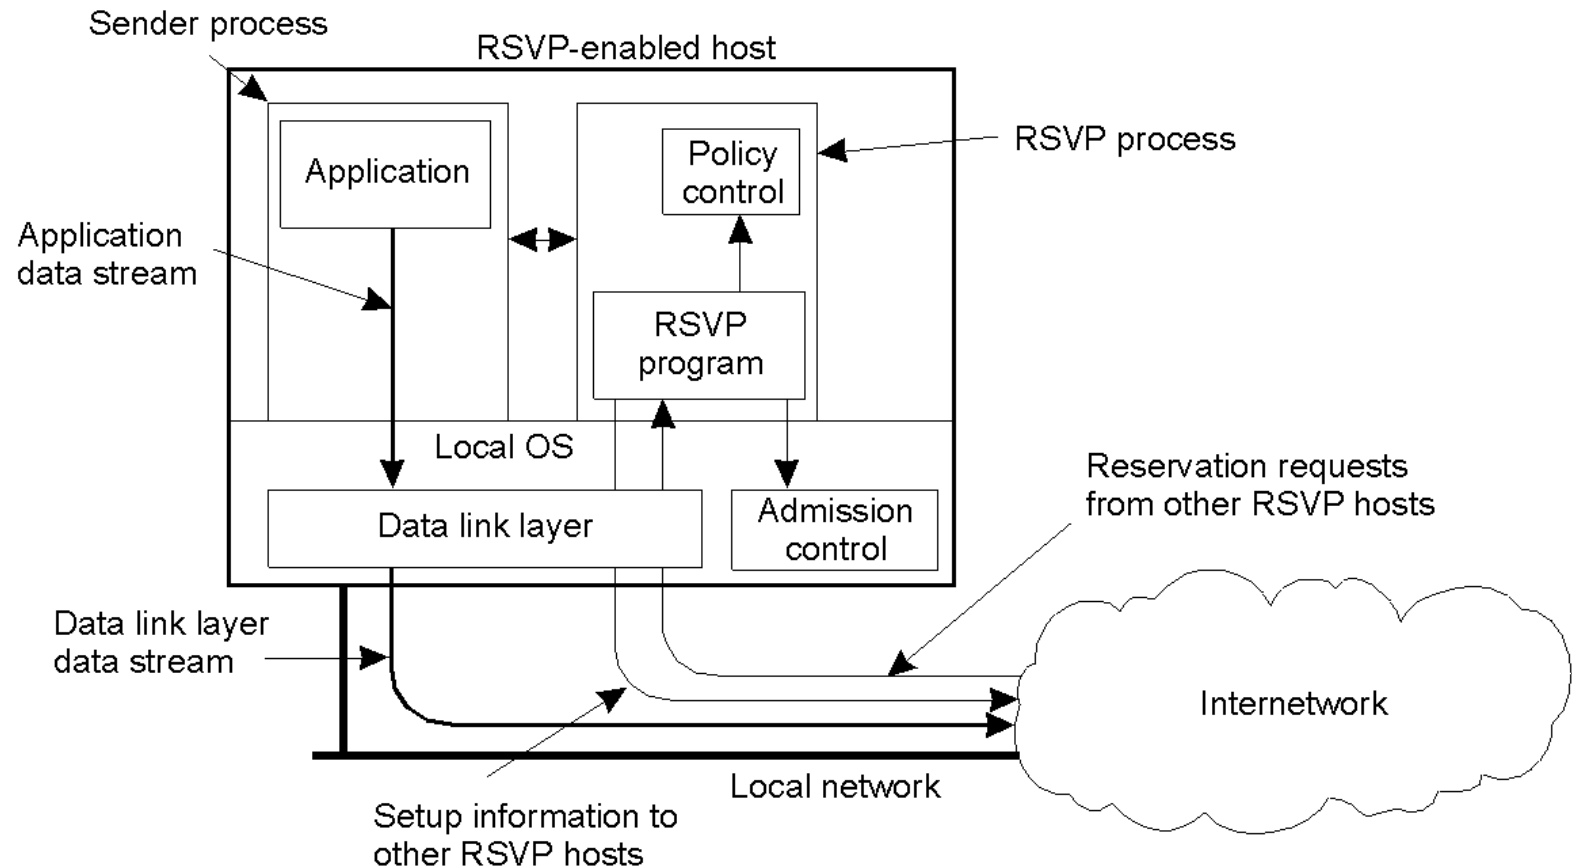 Sender process
RSVP-enabled host
Application
Policy
control
RSVP process
Application
data stream
RSVP
program
Local OS
Data link layer
Admission
control
Reservation requests
from other RSVP hosts
Data link layer
data stream
Internetwork
Local network
Setup information to
other RSVP hosts